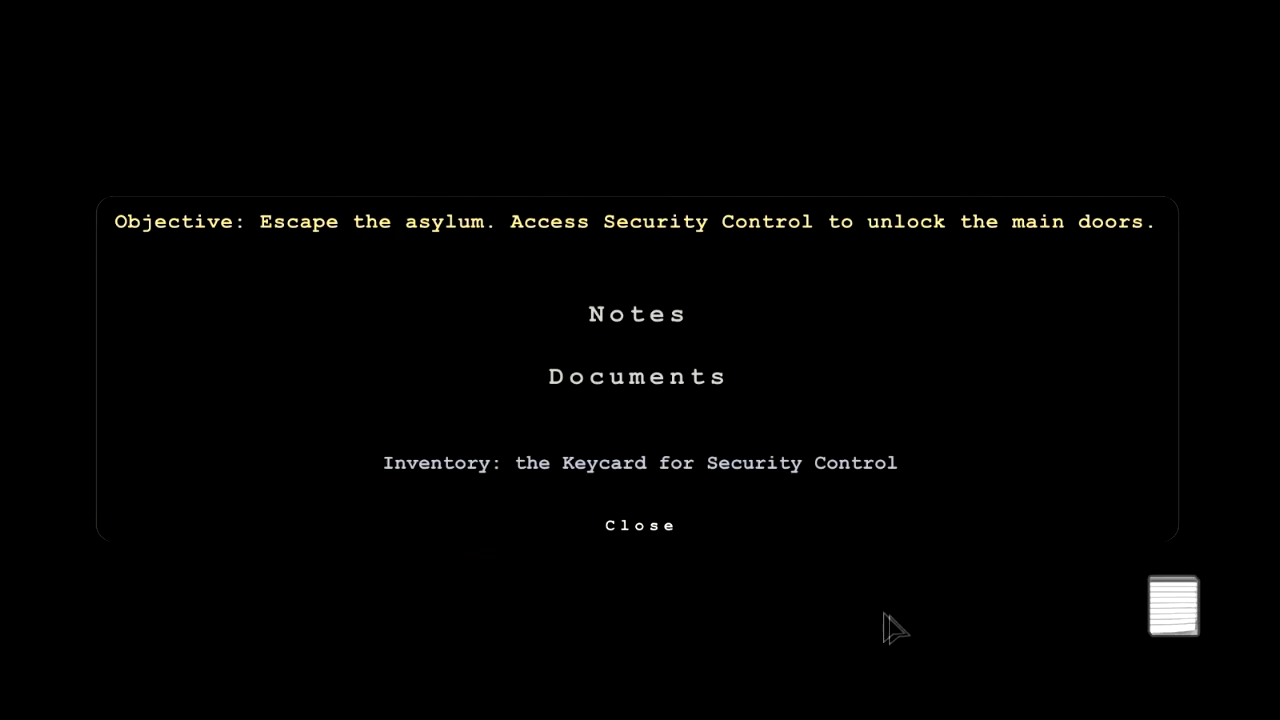 Objective: Escape the asylum. Access Security Control to unlock the main doors.
Notes
Documents
Inventory: the Keycard for Security Control
Close